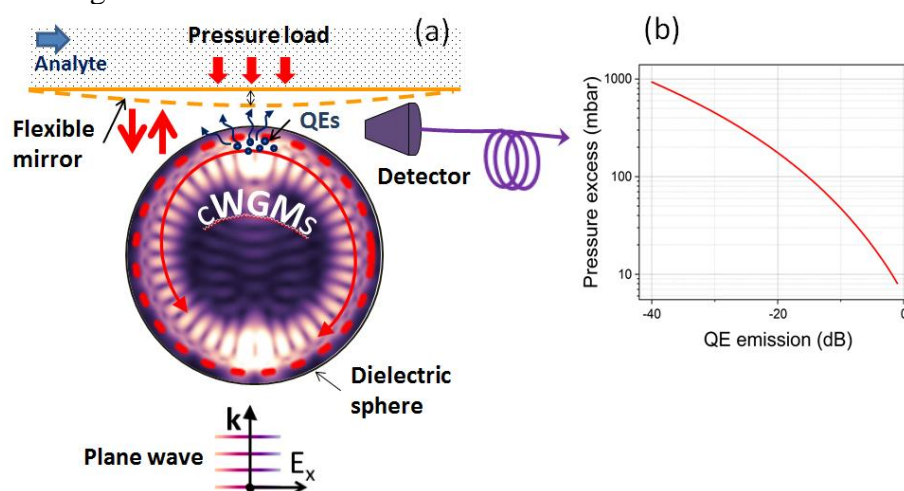 (a)
Pressure load
Analyte
Flexible
mirror
QEs
Detector
CWGMs
Dielectric
sphere
k
Plane wave
Ex
(b)
Pressure excess (mbar)
1000
100
10
-40
-20
0
QE emission (dB)